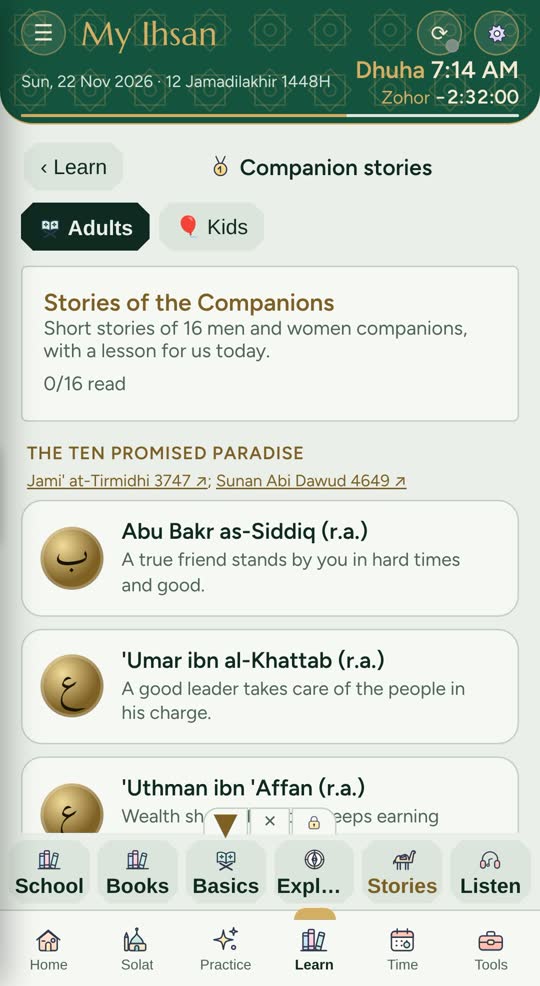 My Ihsan
Sun, 22 Nov 2026 · 12 Jamadilakhir 1448H
Dhuha 7:14 AM
Zohor −2:32:00
‹ Learn
Companion stories
Adults
Kids
Stories of the Companions
Short stories of 16 men and women companions,
with a lesson for us today.
0/16 read
THE TEN PROMISED PARADISE
Jami' at-Tirmidhi 3747 ↗; Sunan Abi Dawud 4649 ↗
ب
Abu Bakr as-Siddiq (r.a.)
A true friend stands by you in hard times
and good.
ع
'Umar ibn al-Khattab (r.a.)
A good leader takes care of the people in
his charge.
ع
'Uthman ibn 'Affan (r.a.)
Wealth eeps earning
School
Books
Basics
Expl...
Stories
Listen
Home
Solat
Practice
Learn
Time
Tools